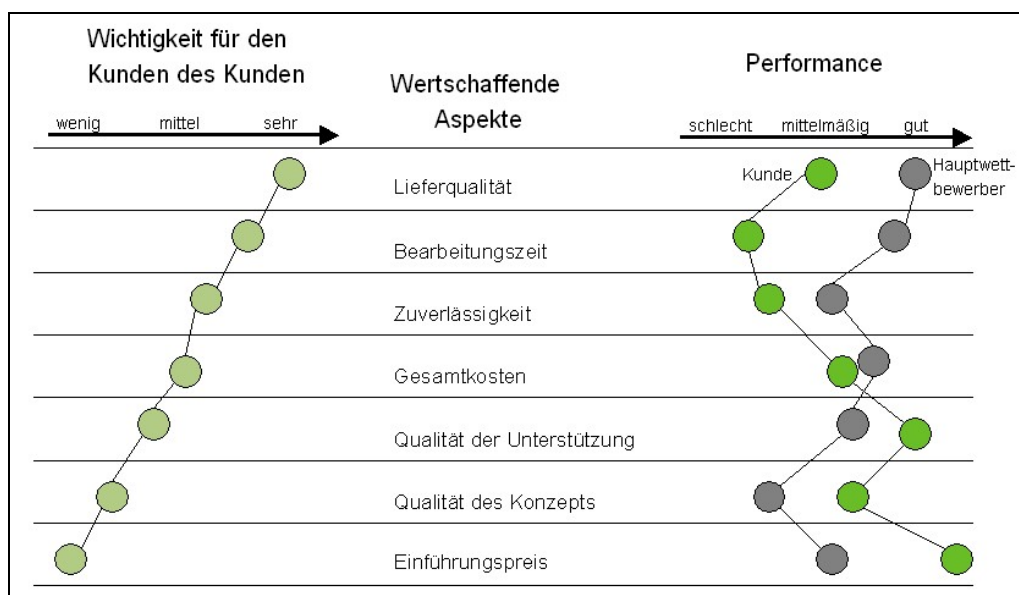 Wichtigkeit für den
Kunden des Kunden
Wertschaffende
Aspekte
Performance
wenig mittel sehr
schlecht mittelmäßig gut
Kunde
Hauptwett-
bewerber
Lieferqualität
Bearbeitungszeit
Zuverlässigkeit
Gesamtkosten
Qualität der Unterstützung
Qualität des Konzepts
Einführungspreis